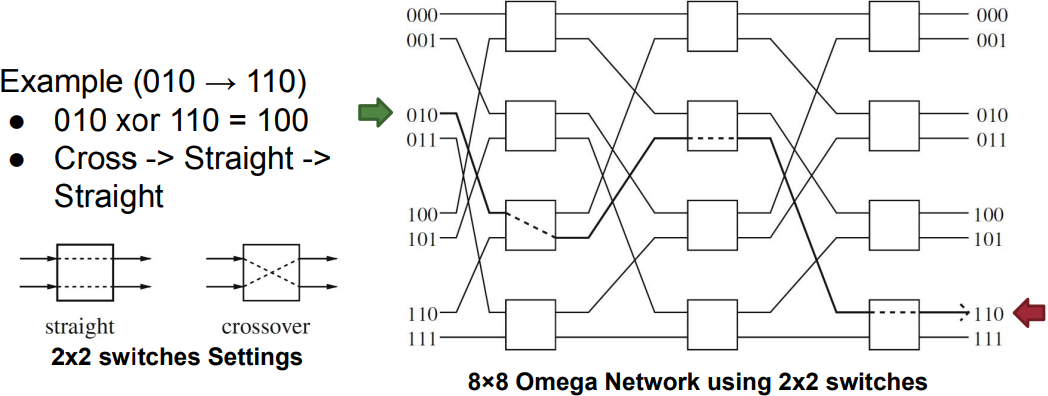 Example (010 → 110)
● 010 xor 110 = 100
● Cross -> Straight ->
Straight
straight
crossover
2x2 switches Settings
000
001
010
011
100
101
110
111
000
001
010
011
100
101
110
111
8×8 Omega Network using 2x2 switches